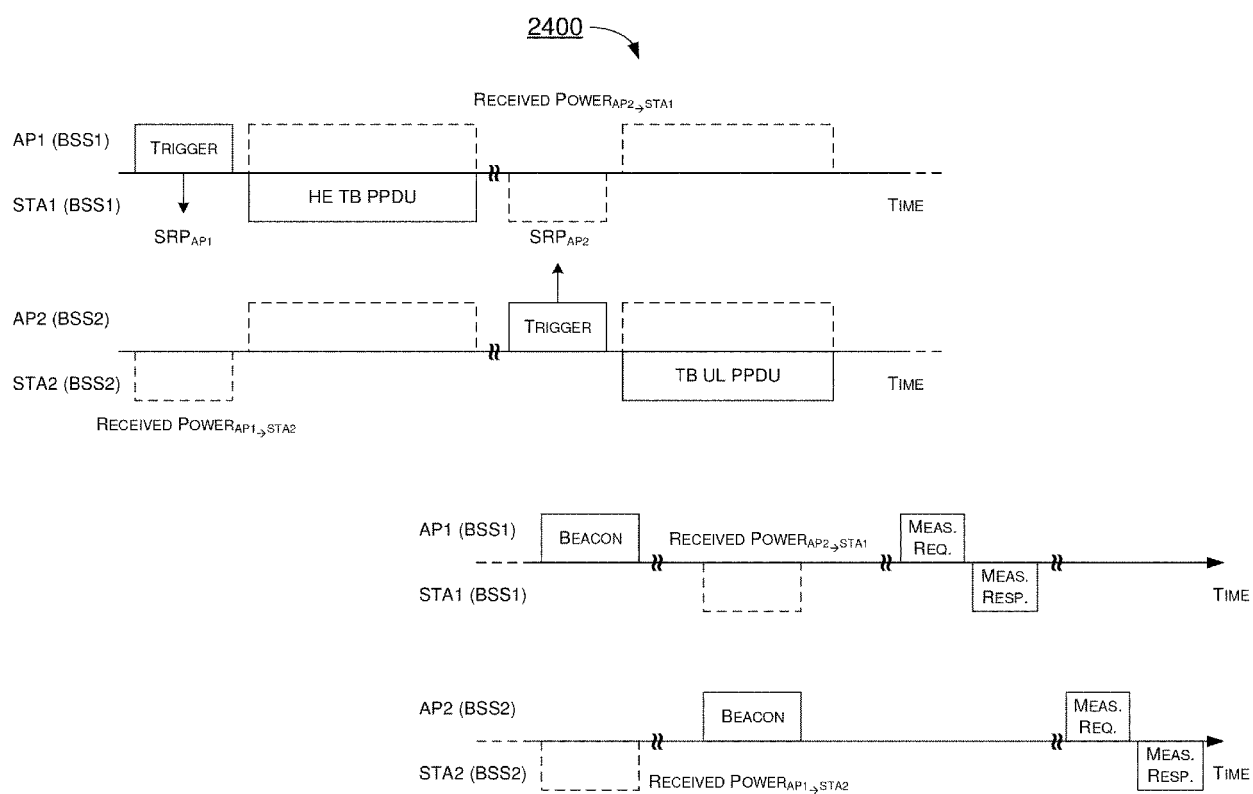 2400
RECEIVED POWERAP2→STA1
AP1 (BSS1)
TRIGGER
STA1 (BSS1)
HE TB PPDU
TIME
SRPAP1
SRPAP2
AP2 (BSS2)
TRIGGER
STA2 (BSS2)
TB UL PPDU
TIME
RECEIVED POWERAP1→STA2
AP1 (BSS1)
BEACON
RECEIVED POWERAP2→STA1
MEAS.
REQ.
STA1 (BSS1)
MEAS.
RESP.
TIME
AP2 (BSS2)
BEACON
MEAS.
REQ.
STA2 (BSS2)
RECEIVED POWERAP1→STA2
MEAS.
RESP.
TIME